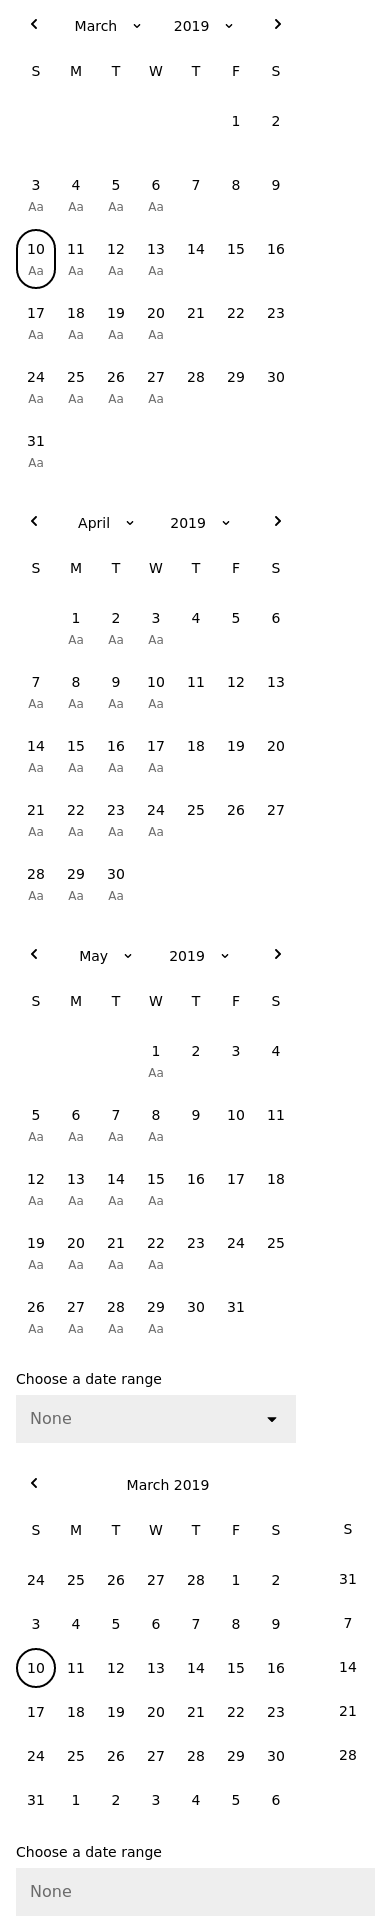 March 2019
S M T W T F S
1 2
3 4 5 6 7 8 9
Aa Aa Aa Aa
10 11 12 13 14 15 16
Aa Aa Aa Aa
17 18 19 20 21 22 23
Aa Aa Aa Aa
24 25 26 27 28 29 30
Aa Aa Aa Aa
31
Aa
April 2019
S M T W T F S
1 2 3 4 5 6
Aa Aa Aa
7 8 9 10 11 12 13
Aa Aa Aa Aa
14 15 16 17 18 19 20
Aa Aa Aa Aa
21 22 23 24 25 26 27
Aa Aa Aa Aa
28 29 30
Aa Aa Aa
May 2019
S M T W T F S
1 2 3 4
Aa
5 6 7 8 9 10 11
Aa Aa Aa Aa
12 13 14 15 16 17 18
Aa Aa Aa Aa
19 20 21 22 23 24 25
Aa Aa Aa Aa
26 27 28 29 30 31
Aa Aa Aa Aa
Choose a date range
None
March 2019
S M T W T F S S
24 25 26 27 28 1 2 31
3 4 5 6 7 8 9 7
10 11 12 13 14 15 16 14
17 18 19 20 21 22 23 21
24 25 26 27 28 29 30 28
31 1 2 3 4 5 6
Choose a date range
None